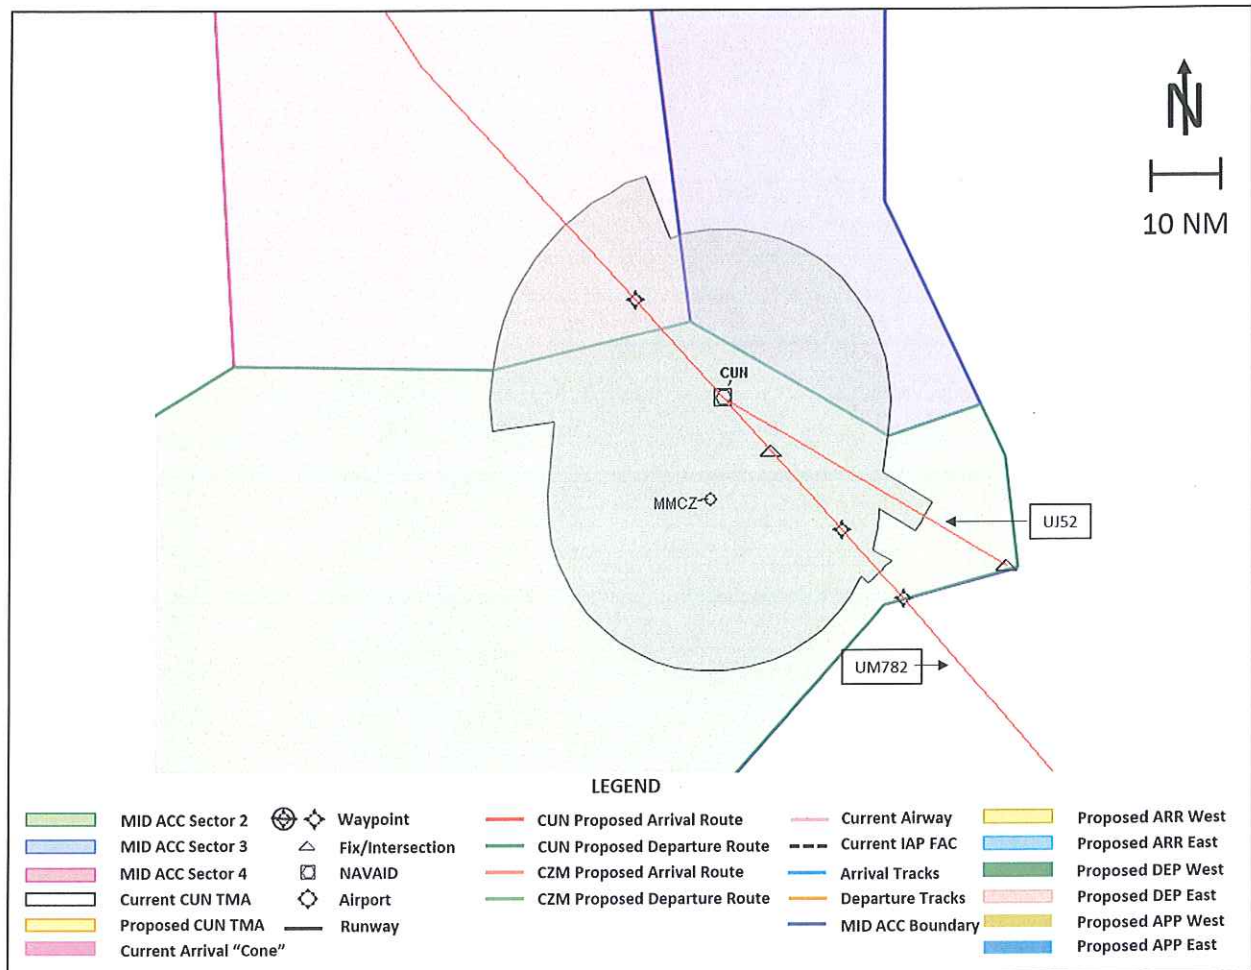 N
10 NM
CUN
MMCZ
UJ52
UM782
LEGEND
MID ACC Sector 2
MID ACC Sector 3
MID ACC Sector 4
Current CUN TMA
Proposed CUN TMA
Current Arrival “Cone”
Waypoint
Fix/Intersection
NAVAID
Airport
Runway
CUN Proposed Arrival Route
CUN Proposed Departure Route
CZM Proposed Arrival Route
CZM Proposed Departure Route
Current Airway
Current IAP FAC
Arrival Tracks
Departure Tracks
MID ACC Boundary
Proposed ARR West
Proposed ARR East
Proposed DEP West
Proposed DEP East
Proposed APP West
Proposed APP East